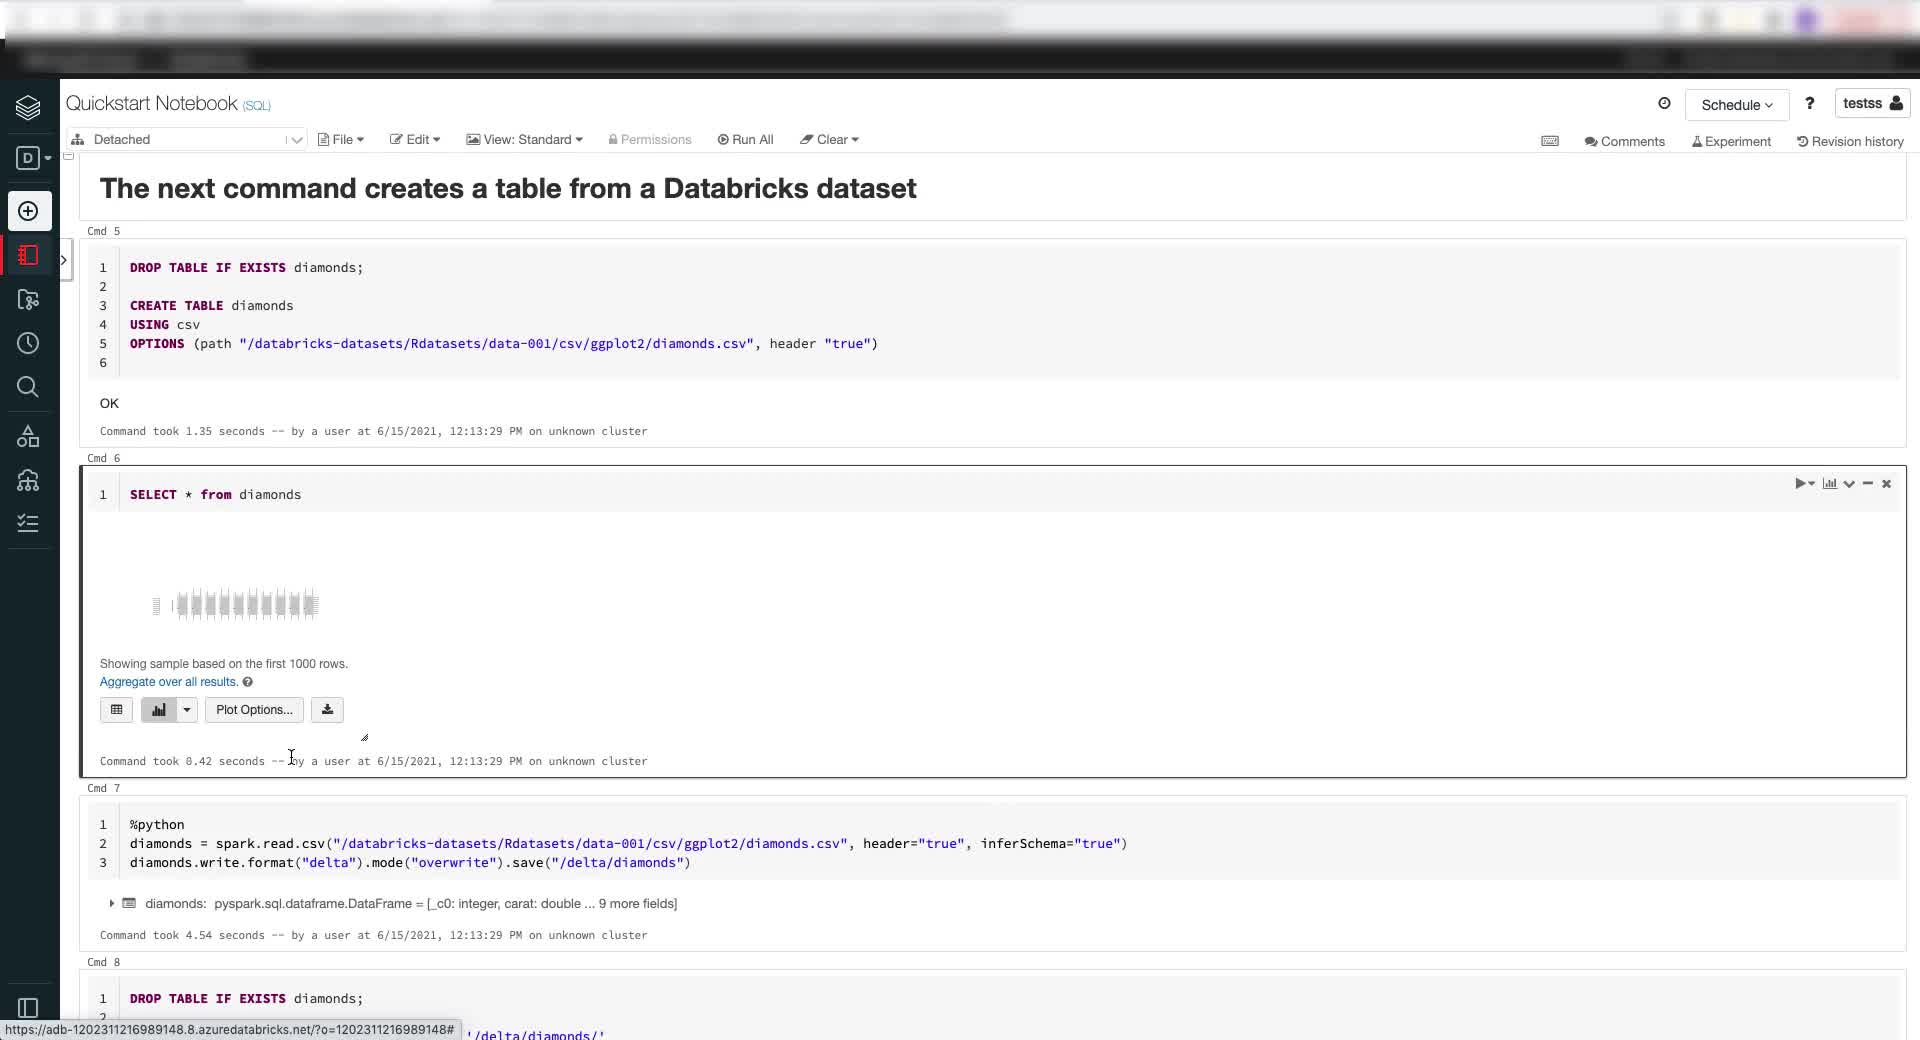 Quickstart Notebook (SQL)
Schedule
?
testss
Detached
File
Edit
View: Standard
Permissions
Run All
Clear
Comments
Experiment
Revision history
D
The next command creates a table from a Databricks dataset
Cmd 5
1 DROP TABLE IF EXISTS diamonds;
2
3 CREATE TABLE diamonds
4 USING csv
5 OPTIONS (path "/databricks-datasets/Rdatasets/data-001/csv/ggplot2/diamonds.csv", header "true")
6
OK
Command took 1.35 seconds -- by a user at 6/15/2021, 12:13:29 PM on unknown cluster
Cmd 6
1 SELECT * from diamonds
Showing sample based on the first 1000 rows.
Aggregate over all results.
Plot Options...
Command took 0.42 seconds -- by a user at 6/15/2021, 12:13:29 PM on unknown cluster
Cmd 7
1 %python
2 diamonds = spark.read.csv("/databricks-datasets/Rdatasets/data-001/csv/ggplot2/diamonds.csv", header="true", inferSchema="true")
3 diamonds.write.format("delta").mode("overwrite").save("/delta/diamonds")
diamonds: pyspark.sql.dataframe.DataFrame = [_c0: integer, carat: double ... 9 more fields]
Command took 4.54 seconds -- by a user at 6/15/2021, 12:13:29 PM on unknown cluster
Cmd 8
1 DROP TABLE IF EXISTS diamonds;
2
https://adb-1202311216989148.8.azuredatabricks.net/?o=1202311216989148#
'/delta/diamonds/'